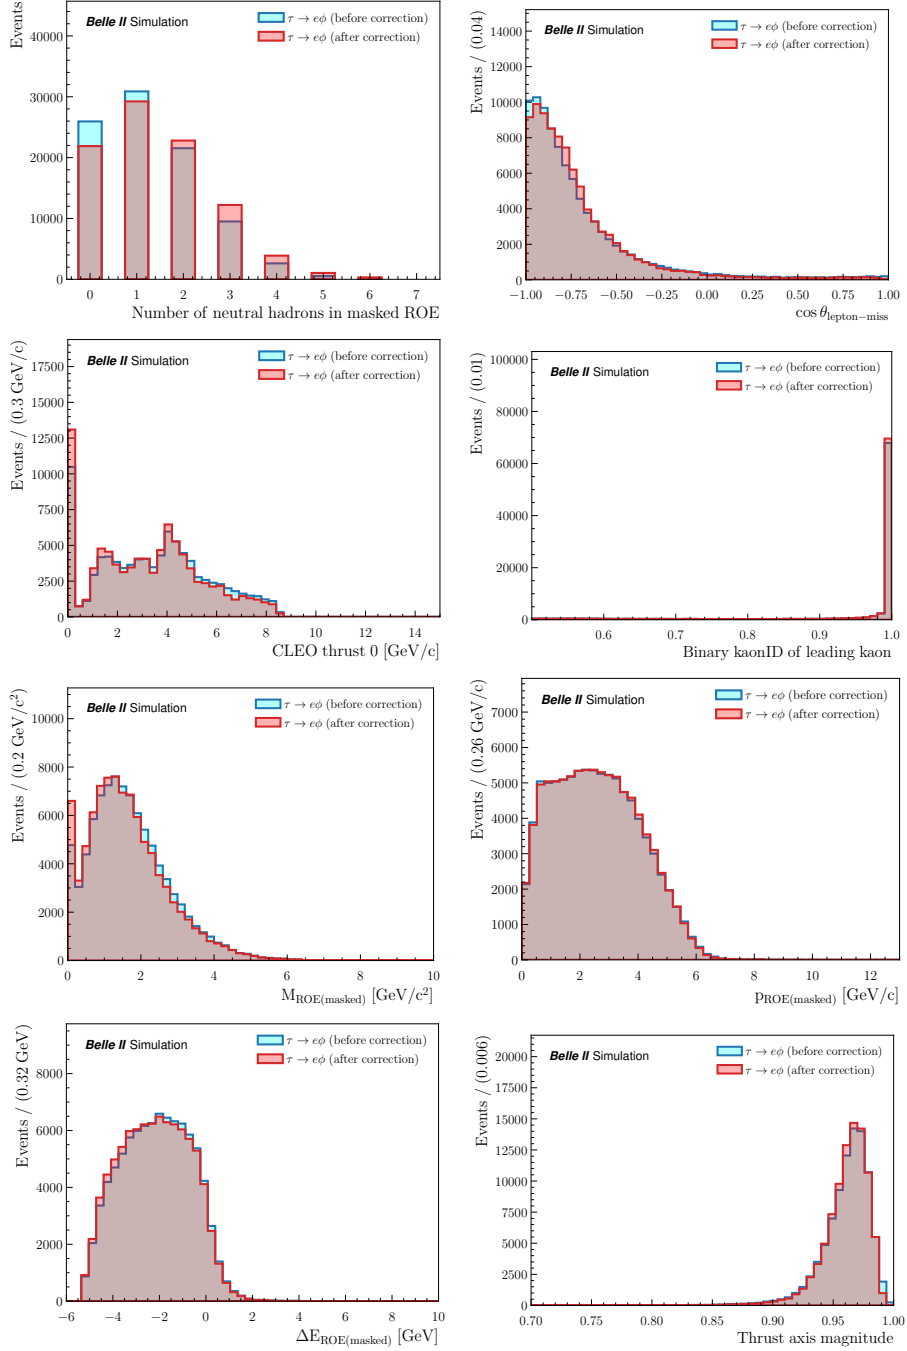 Events
40000
30000
20000
10000
0
Belle II Simulation
τ → eϕ (before correction)
τ → eϕ (after correction)
0 1 2 3 4 5 6 7
Number of neutral hadrons in masked ROE
Events / (0.04)
14000
12000
10000
8000
6000
4000
2000
0
Belle II Simulation
τ → eϕ (before correction)
τ → eϕ (after correction)
−1.00 −0.75 −0.50 −0.25 0.00 0.25 0.50 0.75 1.00
cos θlepton−miss
Events / (0.3 GeV/c)
17500
15000
12500
10000
7500
5000
2500
0
Belle II Simulation
τ → eϕ (before correction)
τ → eϕ (after correction)
0 2 4 6 8 10 12 14
CLEO thrust 0 [GeV/c]
Events / (0.01)
100000
80000
60000
40000
20000
0
Belle II Simulation
τ → eϕ (before correction)
τ → eϕ (after correction)
0.6 0.7 0.8 0.9 1.0
Binary kaonID of leading kaon
Events / (0.2 GeV/c²)
10000
8000
6000
4000
2000
0
Belle II Simulation
τ → eϕ (before correction)
τ → eϕ (after correction)
0 2 4 6 8 10
MROE(masked) [GeV/c²]
Events / (0.26 GeV/c)
7000
6000
5000
4000
3000
2000
1000
0
Belle II Simulation
τ → eϕ (before correction)
τ → eϕ (after correction)
0 2 4 6 8 10 12
pROE(masked) [GeV/c]
Events / (0.32 GeV)
8000
6000
4000
2000
0
Belle II Simulation
τ → eϕ (before correction)
τ → eϕ (after correction)
−6 −4 −2 0 2 4 6 8 10
ΔEROE(masked) [GeV]
Events / (0.006)
20000
17500
15000
12500
10000
7500
5000
2500
0
Belle II Simulation
τ → eϕ (before correction)
τ → eϕ (after correction)
0.70 0.75 0.80 0.85 0.90 0.95 1.00
Thrust axis magnitude